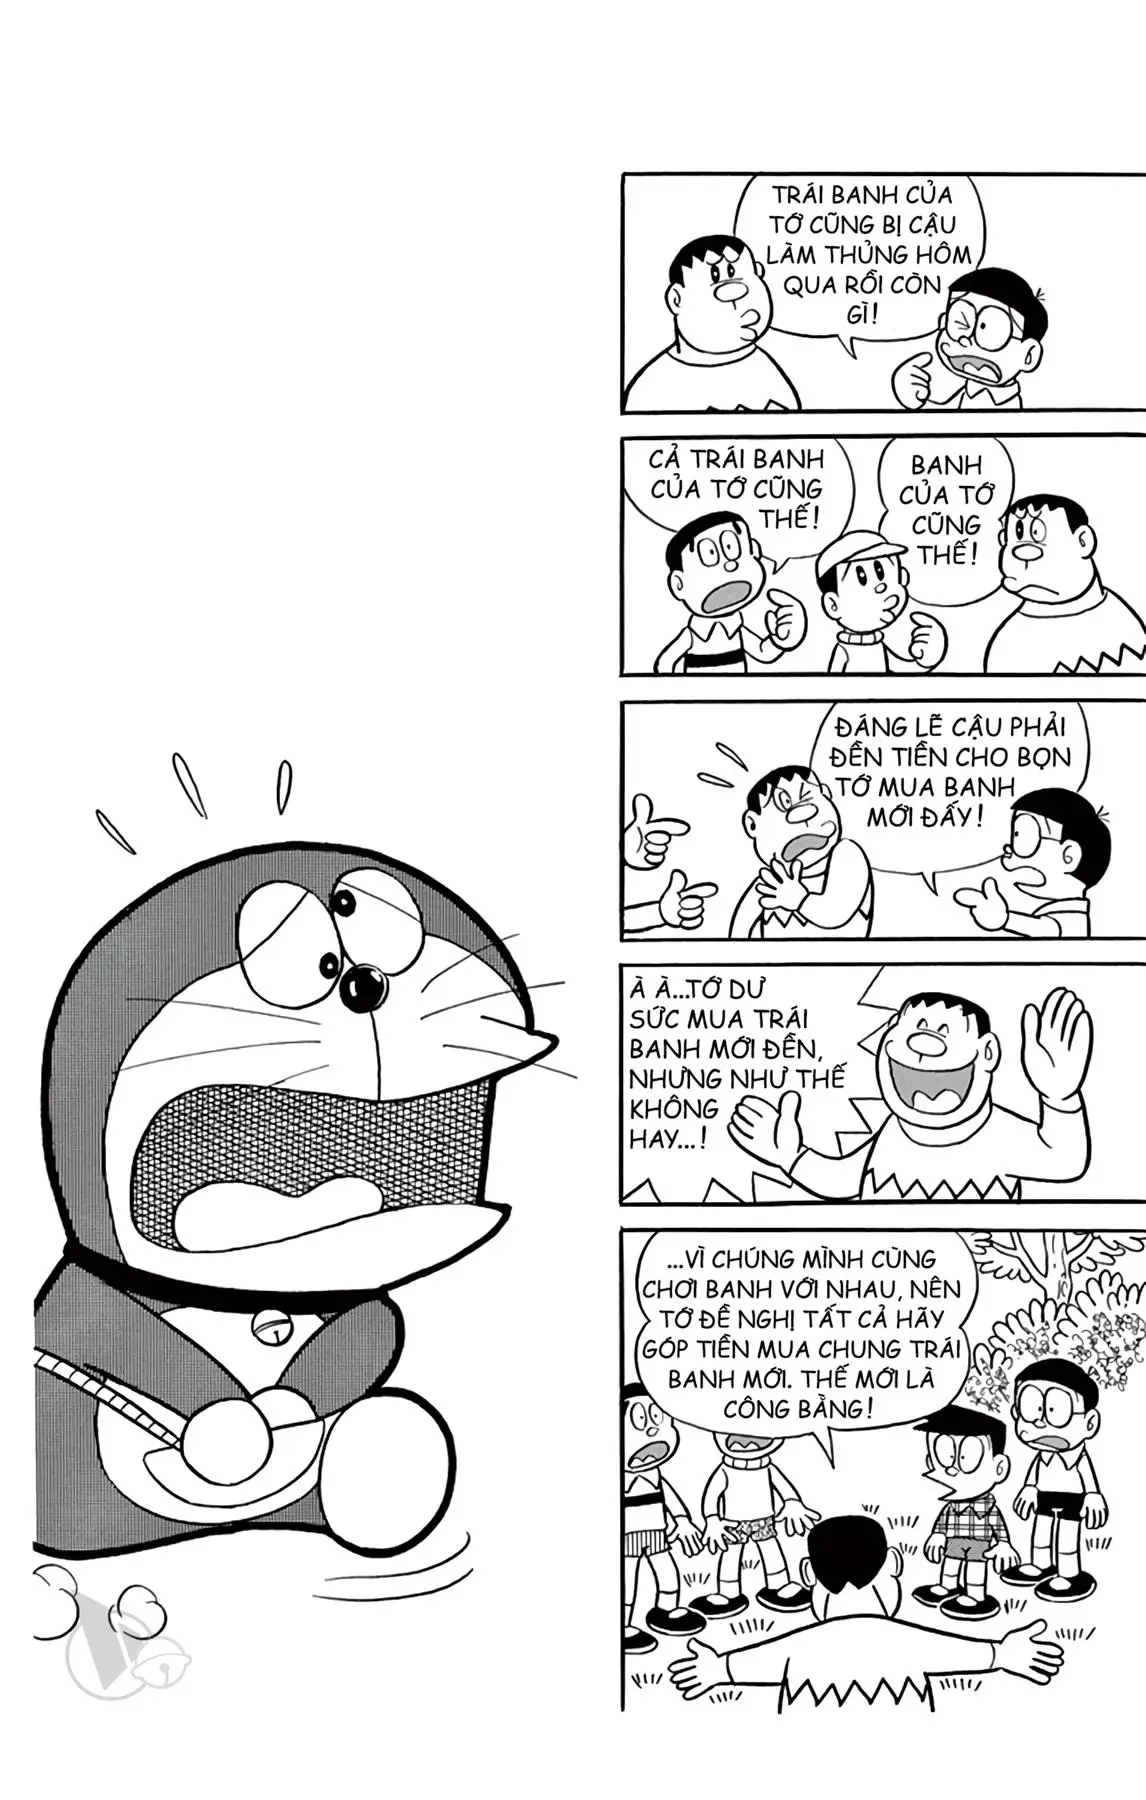 TRÁI BANH CỦA
TỚ CŨNG BỊ CẬU
LÀM THỦNG HÔM
QUA RỒI CÒN
GÌ!
CẢ TRÁI BANH
CỦA TỚ CŨNG
THẾ!
BANH
CỦA TỚ
CŨNG
THẾ!
ĐÁNG LẼ CẬU PHẢI
ĐỀN TIỀN CHO BỌN
TỚ MUA BANH
MỚI ĐẤY!
À À...TỚ DƯ
SỨC MUA TRÁI
BANH MỚI ĐỀN,
NHƯNG NHƯ THẾ
KHÔNG
HAY...!
...VÌ CHÚNG MÌNH CÙNG
CHƠI BANH VỚI NHAU, NÊN
TỚ ĐỀ NGHỊ TẤT CẢ HÃY
GÓP TIỀN MUA CHUNG TRÁI
BANH MỚI. THẾ MỚI LÀ
CÔNG BẰNG!